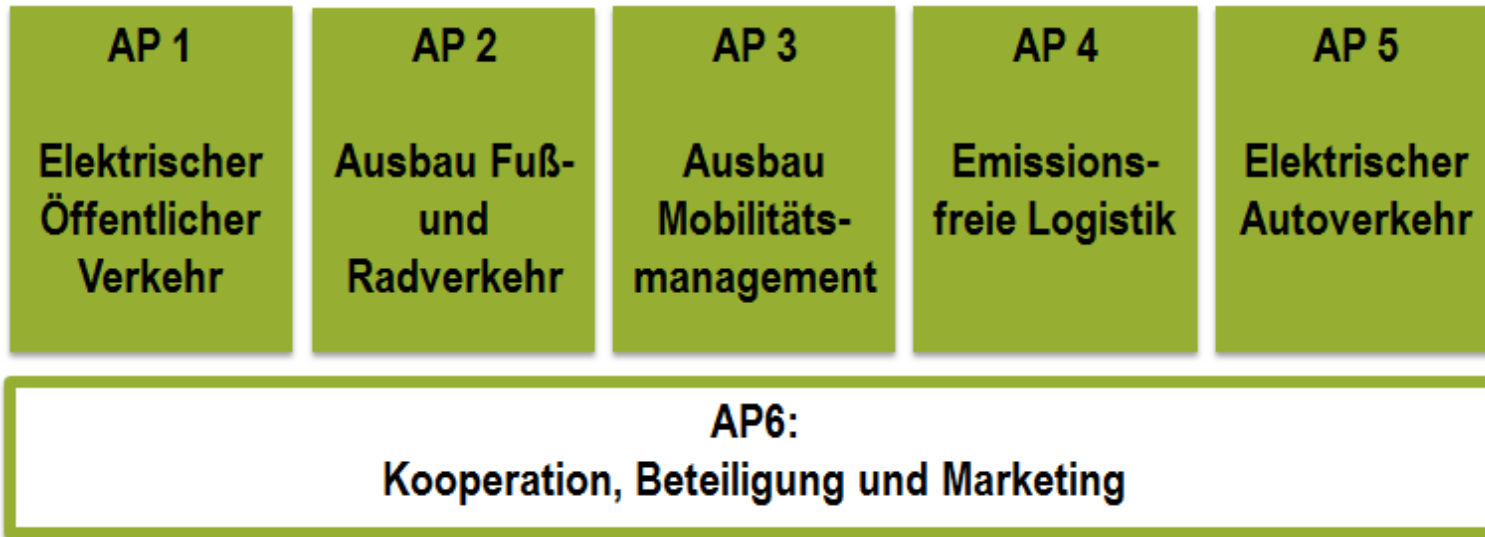 AP 1
Elektrischer
Öffentlicher
Verkehr
AP 2
Ausbau Fuß-
und
Radverkehr
AP 3
Ausbau
Mobilitäts-
management
AP 4
Emissions-
freie Logistik
AP 5
Elektrischer
Autoverkehr
AP6:
Kooperation, Beteiligung und Marketing